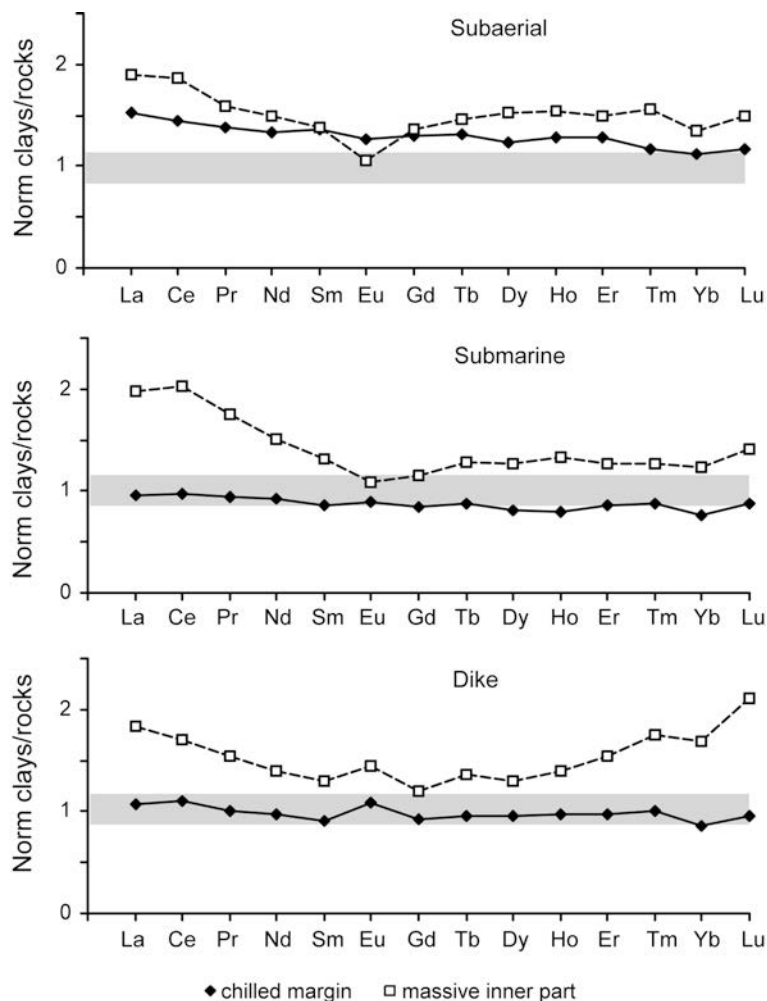 Subaerial
Norm clays/rocks
2
1
0
La Ce Pr Nd Sm Eu Gd Tb Dy Ho Er Tm Yb Lu
Submarine
Norm clays/rocks
2
1
0
La Ce Pr Nd Sm Eu Gd Tb Dy Ho Er Tm Yb Lu
Dike
Norm clays/rocks
2
1
0
La Ce Pr Nd Sm Eu Gd Tb Dy Ho Er Tm Yb Lu
chilled margin massive inner part